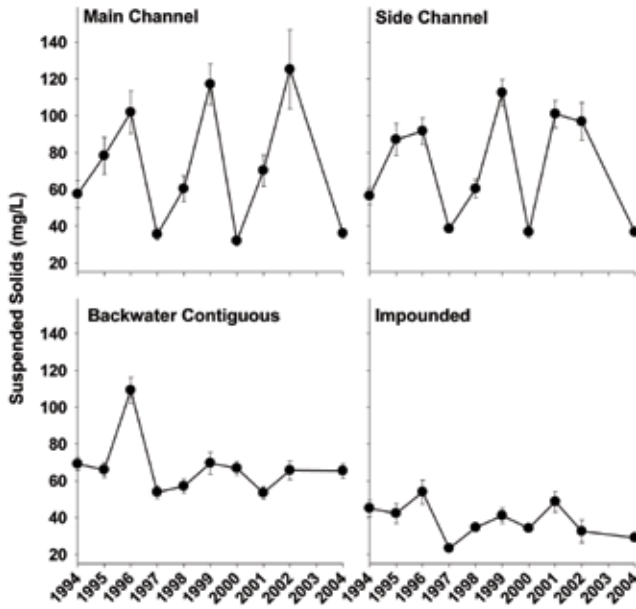 Main Channel
Side Channel
140
120
100
80
60
40
20
Suspended Solids (mg/L)
Backwater Contiguous
Impounded
140
120
100
80
60
40
20
1994 1995 1996 1997 1998 1999 2000 2001 2002 2003 2004
1994 1995 1996 1997 1998 1999 2000 2001 2002 2003 2004